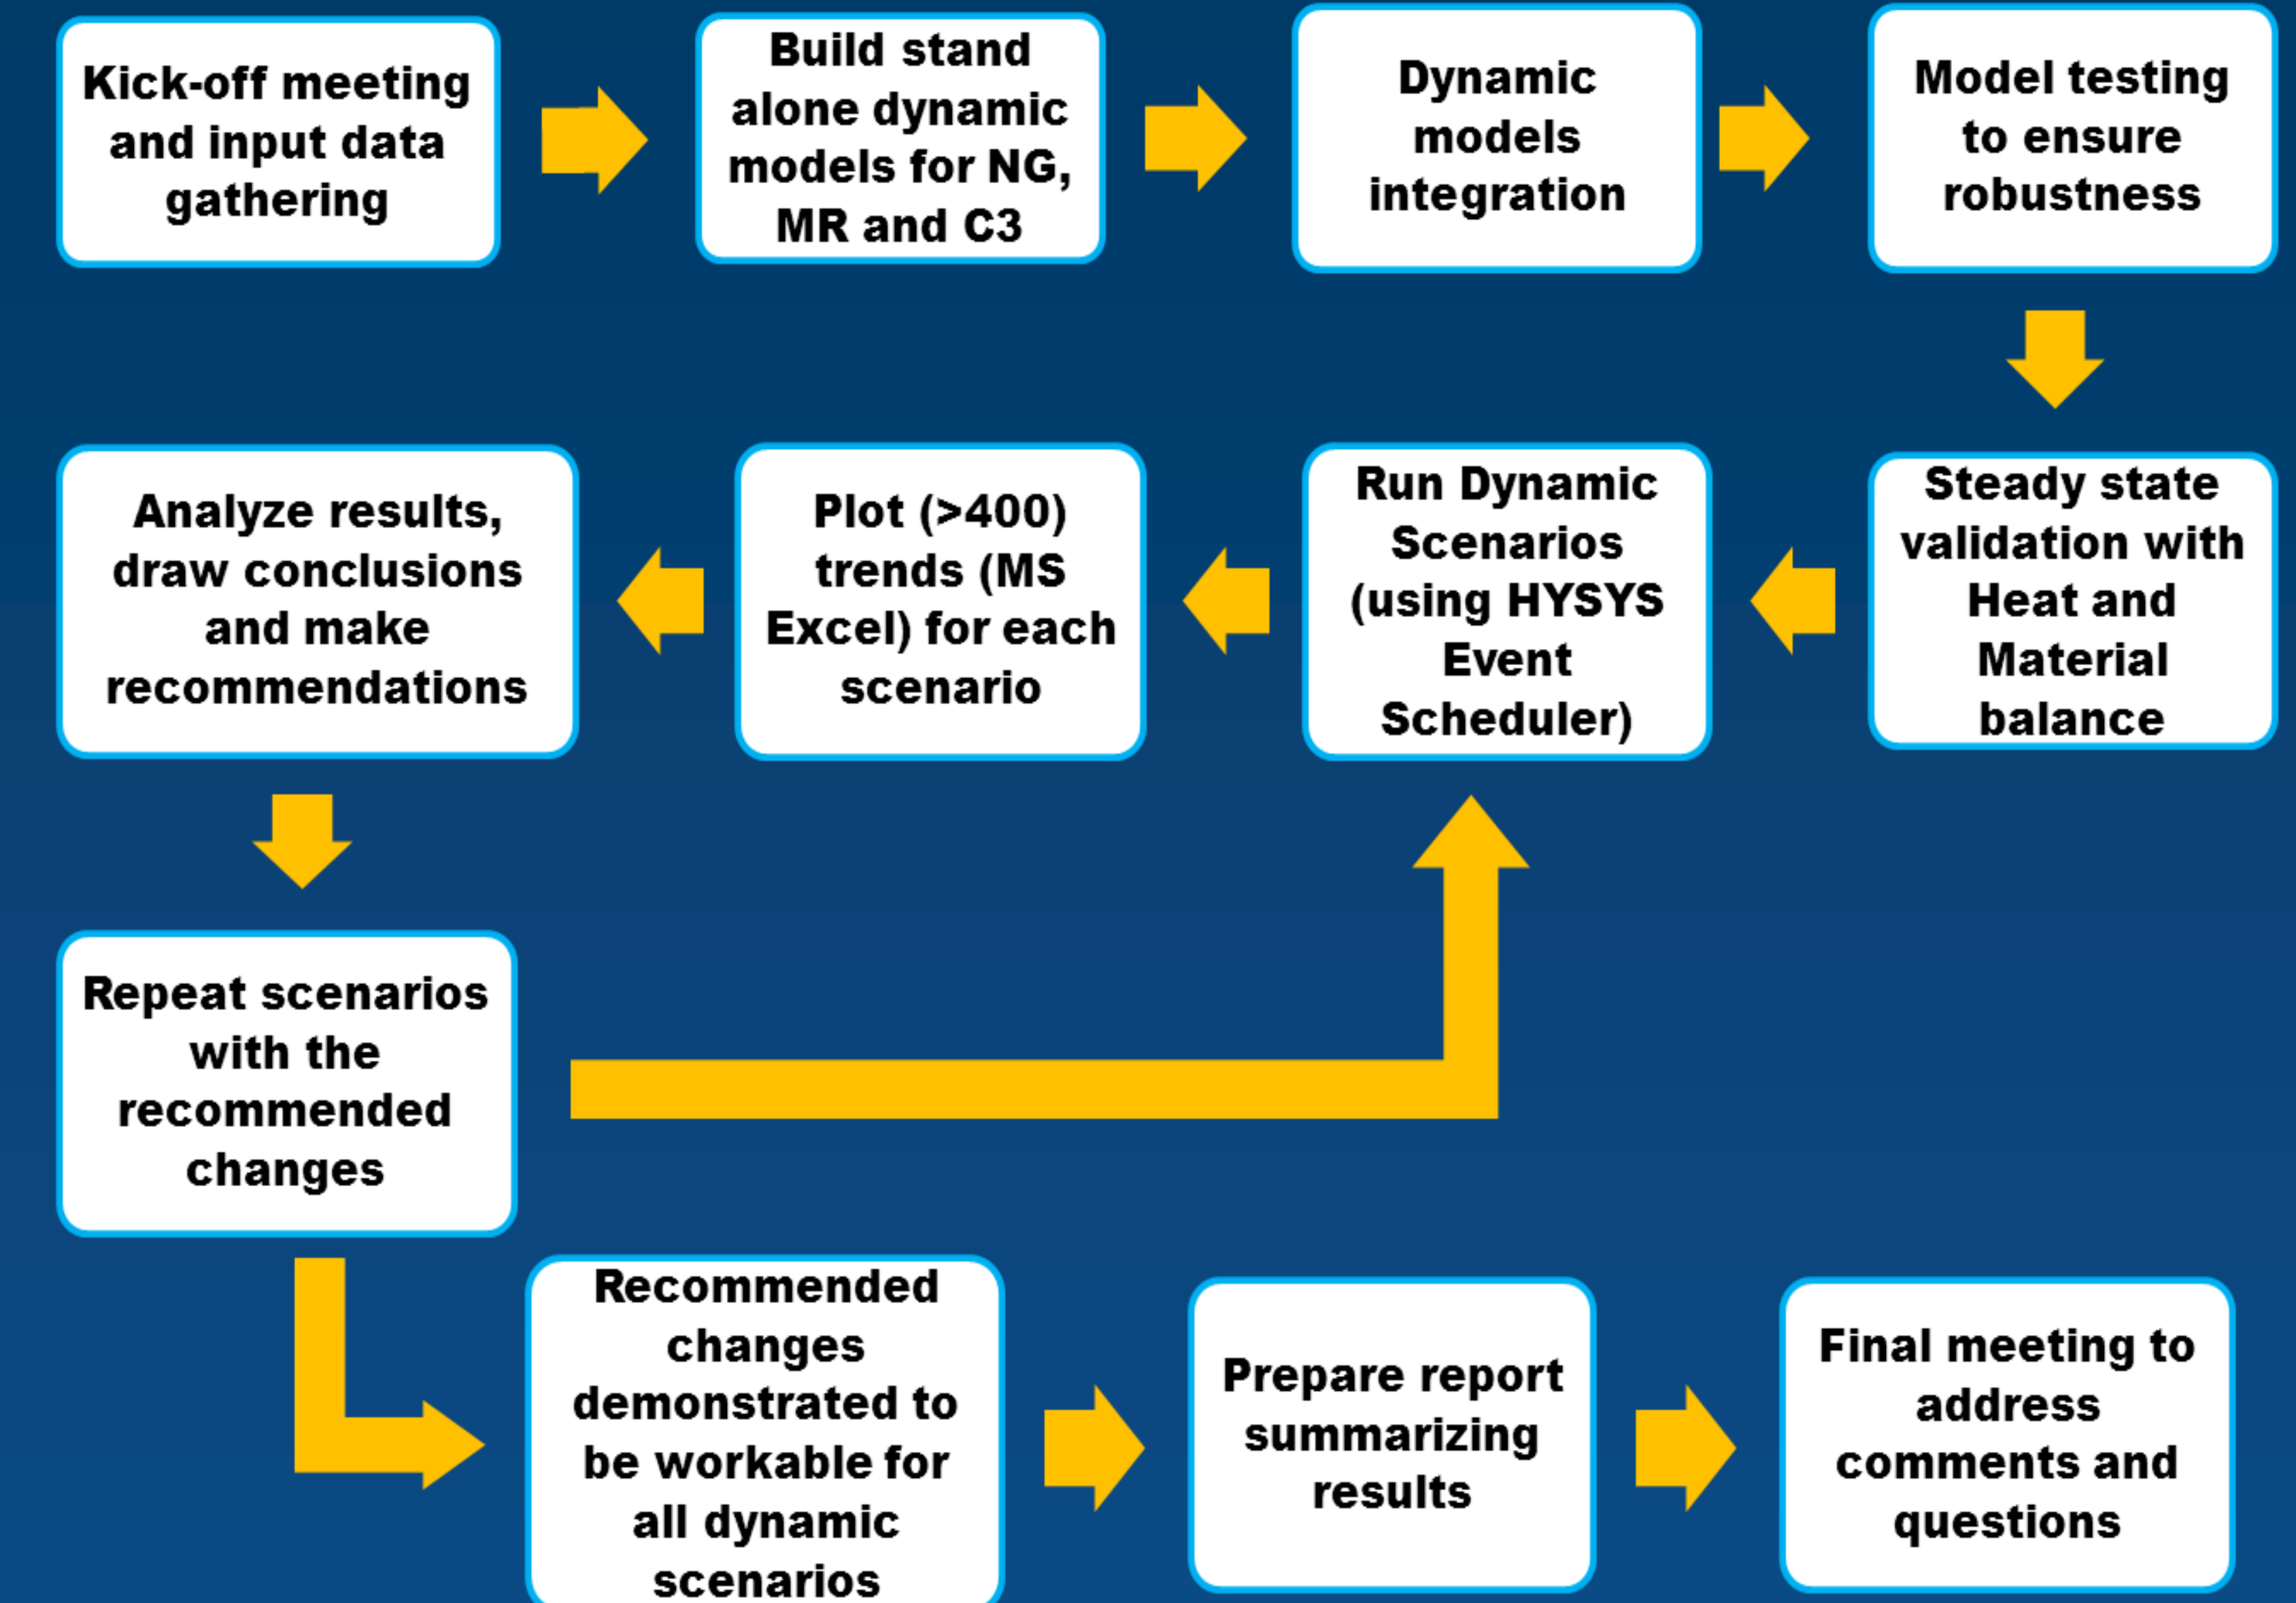 Kick-off meeting
and input data
gathering
Build stand
alone dynamic
models for NG,
MR and C3
Dynamic
models
integration
Model testing
to ensure
robustness
Steady state
validation with
Heat and
Material
balance
Run Dynamic
Scenarios
(using HYSYS
Event
Scheduler)
Plot (>400)
trends (MS
Excel) for each
scenario
Analyze results,
draw conclusions
and make
recommendations
Repeat scenarios
with the
recommended
changes
Recommended
changes
demonstrated to
be workable for
all dynamic
scenarios
Prepare report
summarizing
results
Final meeting to
address
comments and
questions